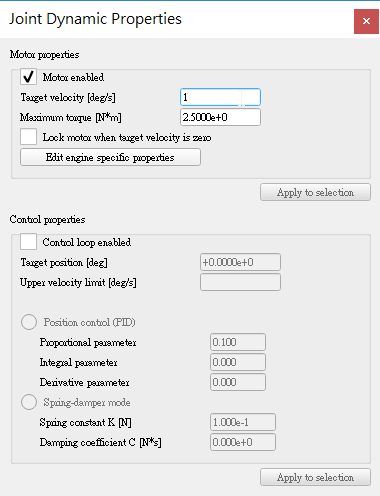 Joint Dynamic Properties
Motor properties
Motor enabled
Target velocity [deg/s] 1
Maximum torque [N*m] 2.5000e+0
Lock motor when target velocity is zero
Edit engine specific properties
Apply to selection
Control properties
Control loop enabled
Target position [deg] +0.0000e+0
Upper velocity limit [deg/s]
Position control (PID)
Proportional parameter 0.100
Integral parameter 0.000
Derivative parameter 0.000
Spring-damper mode
Spring constant K [N] 1.000e-1
Damping coefficient C [N*s] 0.000e+0
Apply to selection